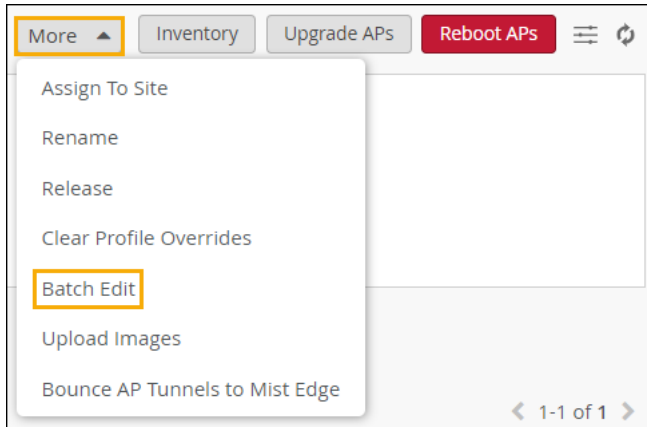 More
Inventory
Upgrade APs
Reboot APs
Assign To Site
Rename
Release
Clear Profile Overrides
Batch Edit
Upload Images
Bounce AP Tunnels to Mist Edge
1-1 of 1